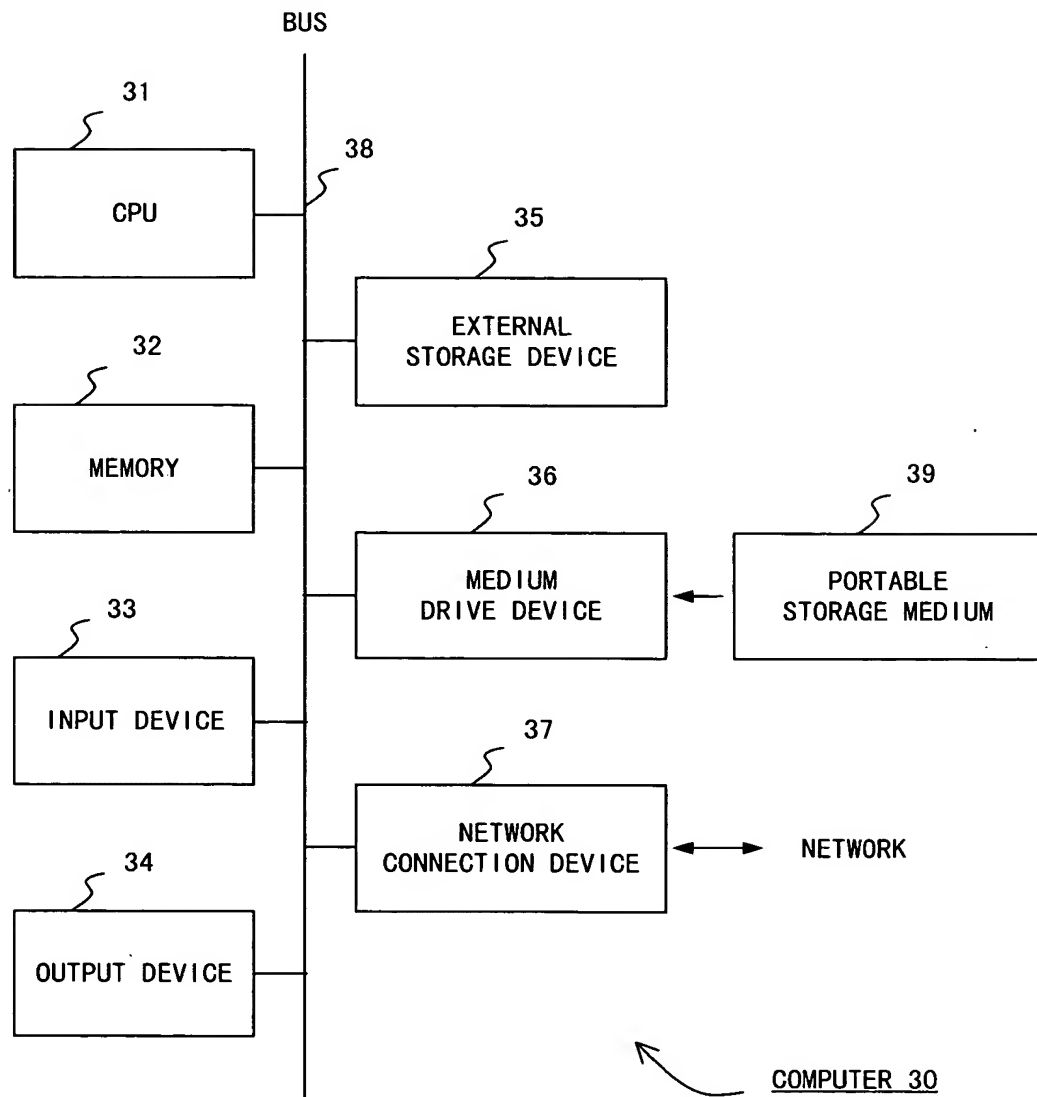 BUS
31
CPU
38
35
EXTERNAL
STORAGE DEVICE
32
MEMORY
36
MEDIUM
DRIVE DEVICE
39
PORTABLE
STORAGE MEDIUM
33
INPUT DEVICE
37
NETWORK
CONNECTION DEVICE
NETWORK
34
OUTPUT DEVICE
COMPUTER 30